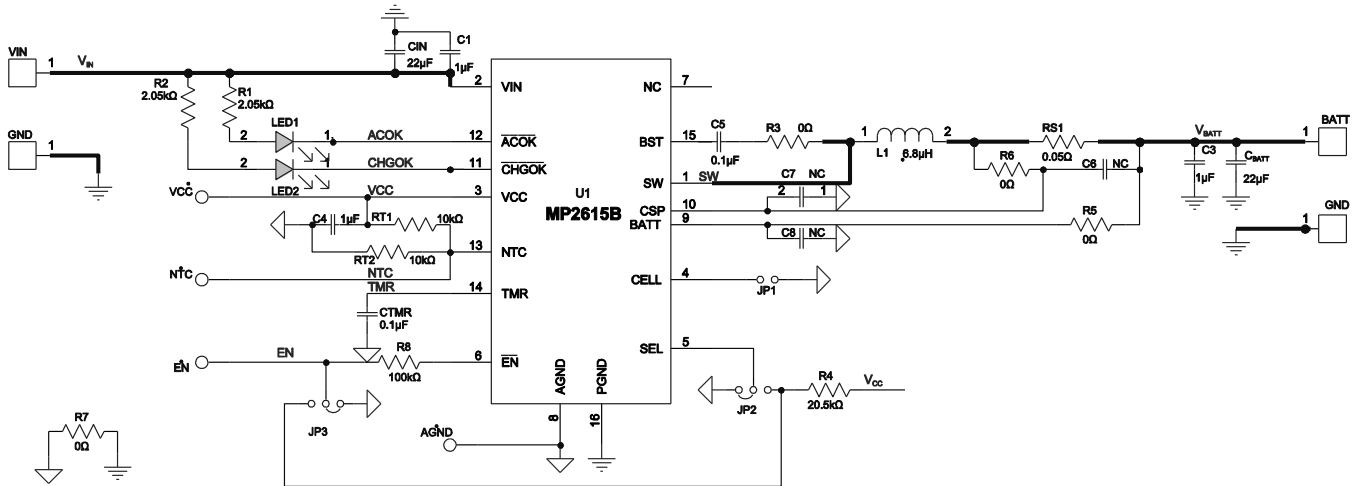 VIN
1
V_IN
CIN
22µF
C1
1µF
R2
2.05kΩ
R1
2.05kΩ
2
VIN
NC
7
GND
1
LED1
2
1
ACOK
12
ACOK
BST
15
C5
0.1µF
R3
0Ω
1
2
L1
6.8µH
RS1
0.05Ω
V_BATT
1
BATT
2
1
CHGOK
11
CHGOK
LED2
R6
0Ω
C6
NC
C3
1µF
C_BATT
22µF
VCC
VCC
3
VCC
U1
MP2615B
SW
1
SW
C7
NC
2
1
CSP
10
BATT
9
C4
1µF
RT1
10kΩ
C8
NC
R5
0Ω
1
GND
RT2
10kΩ
13
NTC
NTC
NTC
CELL
4
JP1
TMR
14
TMR
CTMR
0.1µF
EN
EN
R8
100kΩ
6
EN
SEL
5
AGND
PGND
JP2
R4
20.5kΩ
V_CC
JP3
8
16
AGND
R7
0Ω